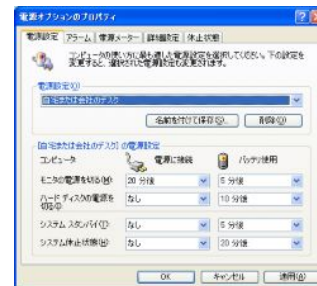 電源オプションのプロパティ
電源設定 アラーム 電源メーター 詳細設定 休止状態
コンピュータの使い方に最も適した電源設定を選択してください。下の設定を
変更すると、選択された電源設定も変更されます。
電源設定(O)
自宅または会社のデスク
名前を付けて保存(S)... 削除(D)
[自宅または会社のデスク] の電源設定
コンピュータ 電源に接続 バッテリ使用
モニタの電源を切る(M) 20 分後 5 分後
ハード ディスクの電源を なし 10 分後
切る(I)
システム スタンバイ(T) なし 5 分後
システム休止状態(H) なし 20 分後
OK キャンセル 適用(A)